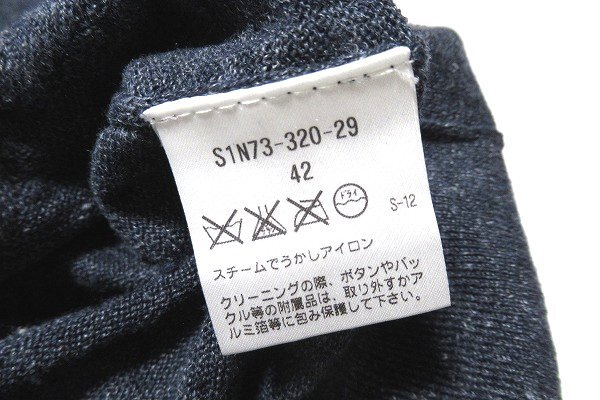 S1N73-320-29
42
ドライ
S-12
スチームでうかしアイロン
クリーニングの際、ボタンやバッ
クル等の附属品は、取り外すかア
ルミ箔等に包み保護して下さい。